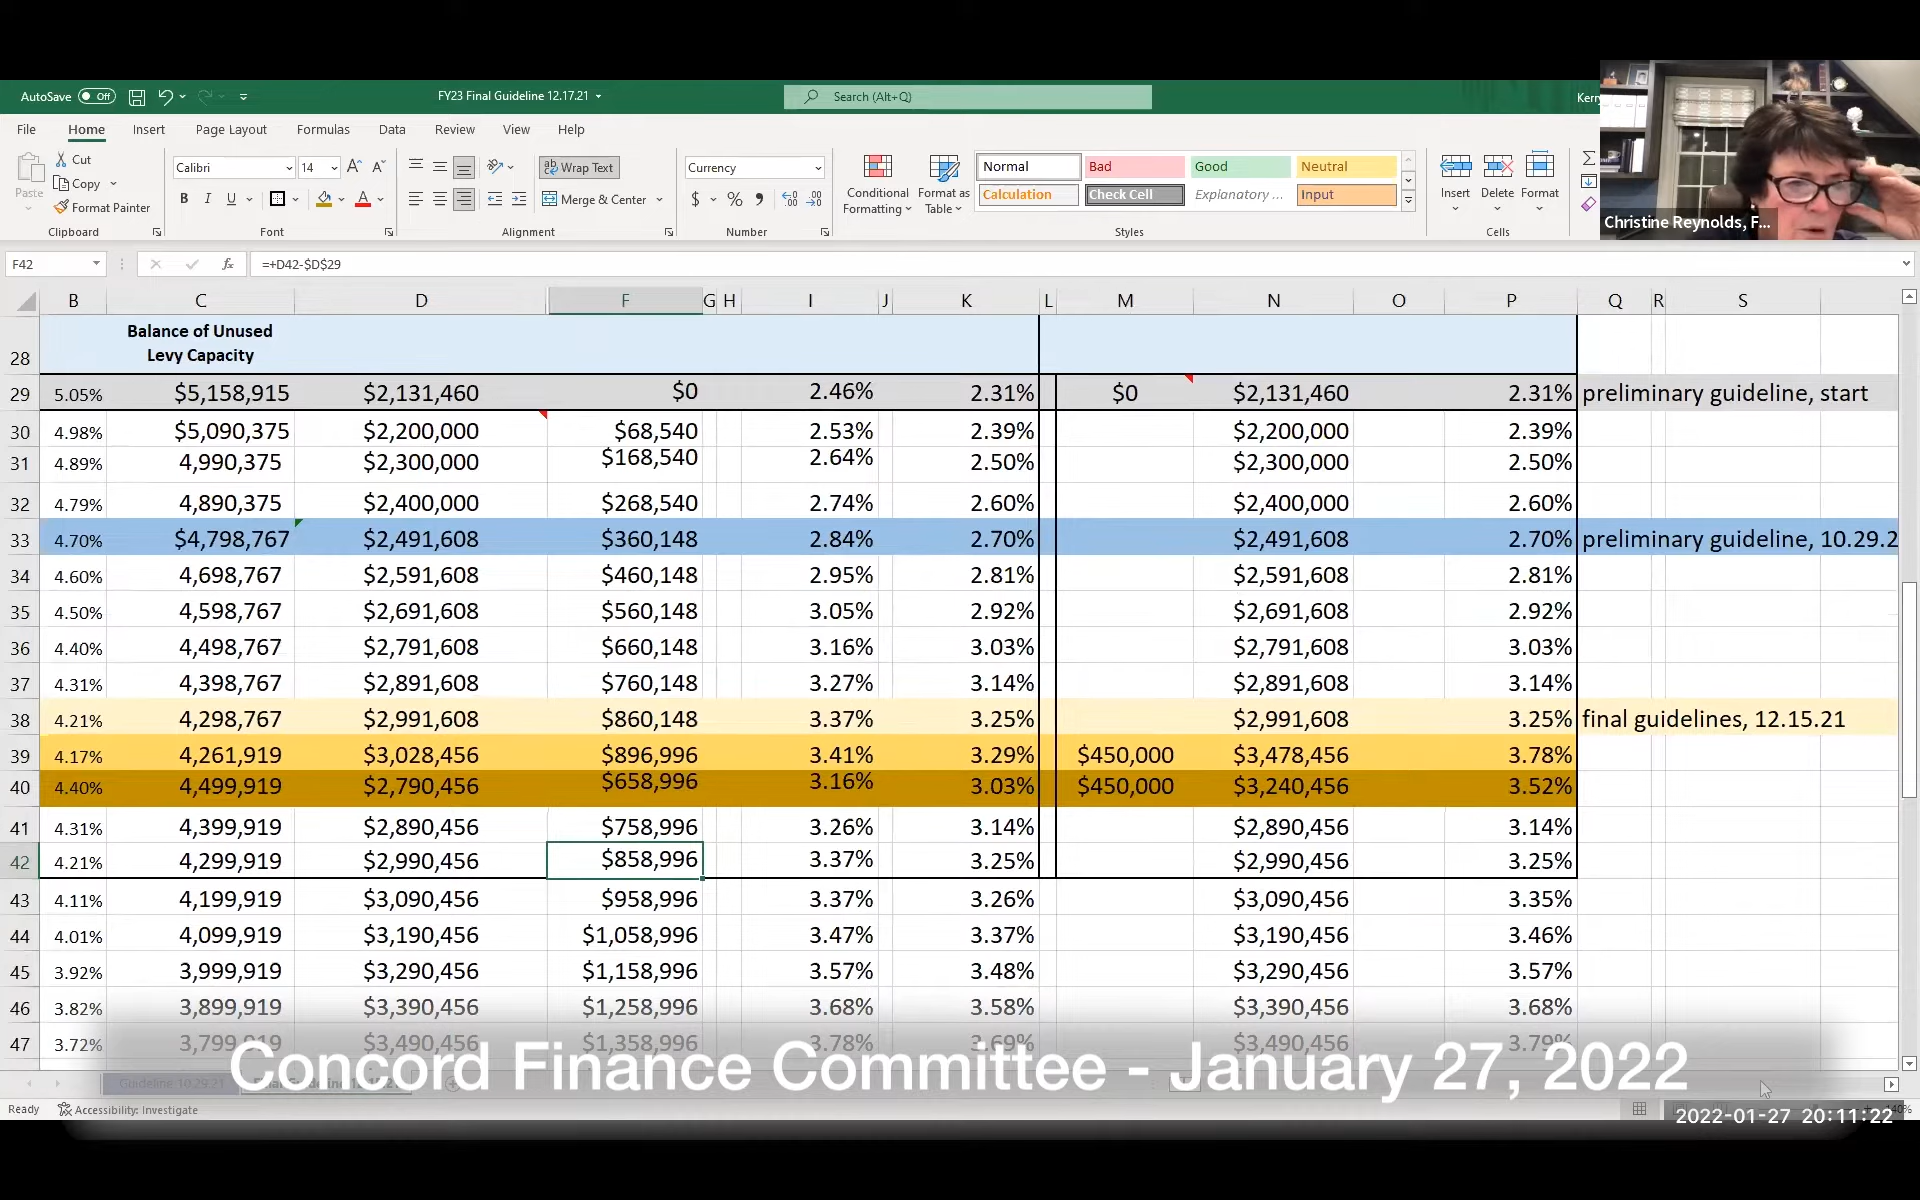 AutoSave Off FY23 Final Guideline 12.17.21 Search (Alt+Q) Kerry
File Home Insert Page Layout Formulas Data Review View Help
Paste Cut Copy Format Painter Calibri 14 Wrap Text Merge & Center Currency Conditional Formatting Format as Table Normal Bad Good Neutral Insert Delete Format
Calculation Check Cell Explanatory ... Input
Christine Reynolds, F...
Clipboard Font Alignment Number Styles Cells
F42 fx =+D42-$D$29
B C D F G H I J K L M N O P Q R S
28 Balance of Unused
Levy Capacity
29 5.05% $5,158,915 $2,131,460 $0 2.46% 2.31% $0 $2,131,460 2.31% preliminary guideline, start
30 4.98% $5,090,375 $2,200,000 $68,540 2.53% 2.39% $2,200,000 2.39%
31 4.89% 4,990,375 $2,300,000 $168,540 2.64% 2.50% $2,300,000 2.50%
32 4.79% 4,890,375 $2,400,000 $268,540 2.74% 2.60% $2,400,000 2.60%
33 4.70% $4,798,767 $2,491,608 $360,148 2.84% 2.70% $2,491,608 2.70% preliminary guideline, 10.29.2
34 4.60% 4,698,767 $2,591,608 $460,148 2.95% 2.81% $2,591,608 2.81%
35 4.50% 4,598,767 $2,691,608 $560,148 3.05% 2.92% $2,691,608 2.92%
36 4.40% 4,498,767 $2,791,608 $660,148 3.16% 3.03% $2,791,608 3.03%
37 4.31% 4,398,767 $2,891,608 $760,148 3.27% 3.14% $2,891,608 3.14%
38 4.21% 4,298,767 $2,991,608 $860,148 3.37% 3.25% $2,991,608 3.25% final guidelines, 12.15.21
39 4.17% 4,261,919 $3,028,456 $896,996 3.41% 3.29% $450,000 $3,478,456 3.78%
40 4.40% 4,499,919 $2,790,456 $658,996 3.16% 3.03% $450,000 $3,240,456 3.52%
41 4.31% 4,399,919 $2,890,456 $758,996 3.26% 3.14% $2,890,456 3.14%
42 4.21% 4,299,919 $2,990,456 $858,996 3.37% 3.25% $2,990,456 3.25%
43 4.11% 4,199,919 $3,090,456 $958,996 3.37% 3.26% $3,090,456 3.35%
44 4.01% 4,099,919 $3,190,456 $1,058,996 3.47% 3.37% $3,190,456 3.46%
45 3.92% 3,999,919 $3,290,456 $1,158,996 3.57% 3.48% $3,290,456 3.57%
46 3.82% 3,899,919 $3,390,456 $1,258,996 3.68% 3.58% $3,390,456 3.68%
47 3.72% 3,799,919 $3,490,456 $1,358,996 3.78% 3.69% $3,490,456 3.79%
Concord Finance Committee - January 27, 2022
Guideline 10.29.21
Ready Accessibility: Investigate
2022-01-27 20:11:22